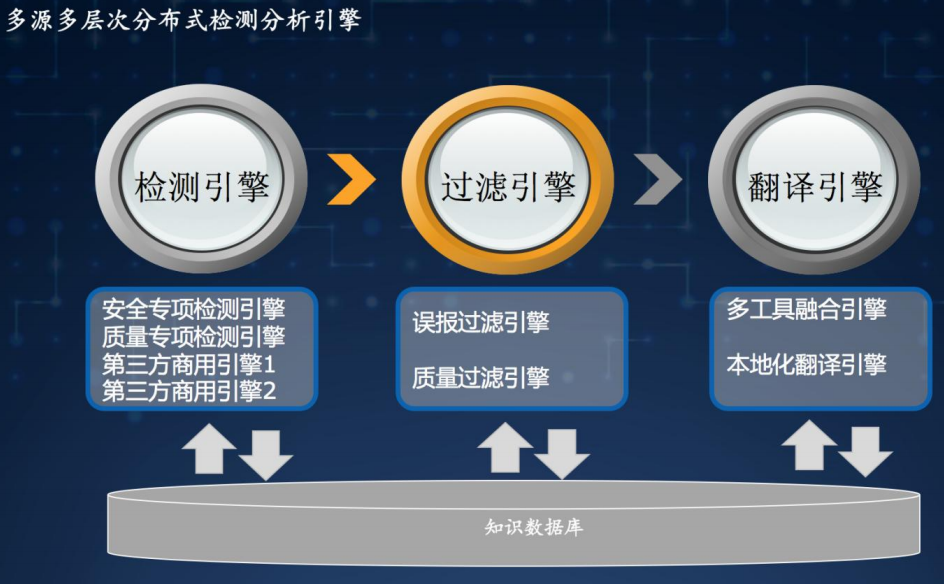 多源多层次分布式检测分析引擎
检测引擎
过滤引擎
翻译引擎
安全专项检测引擎
质量专项检测引擎
第三方商用引擎1
第三方商用引擎2
误报过滤引擎
质量过滤引擎
多工具融合引擎
本地化翻译引擎
知识数据库